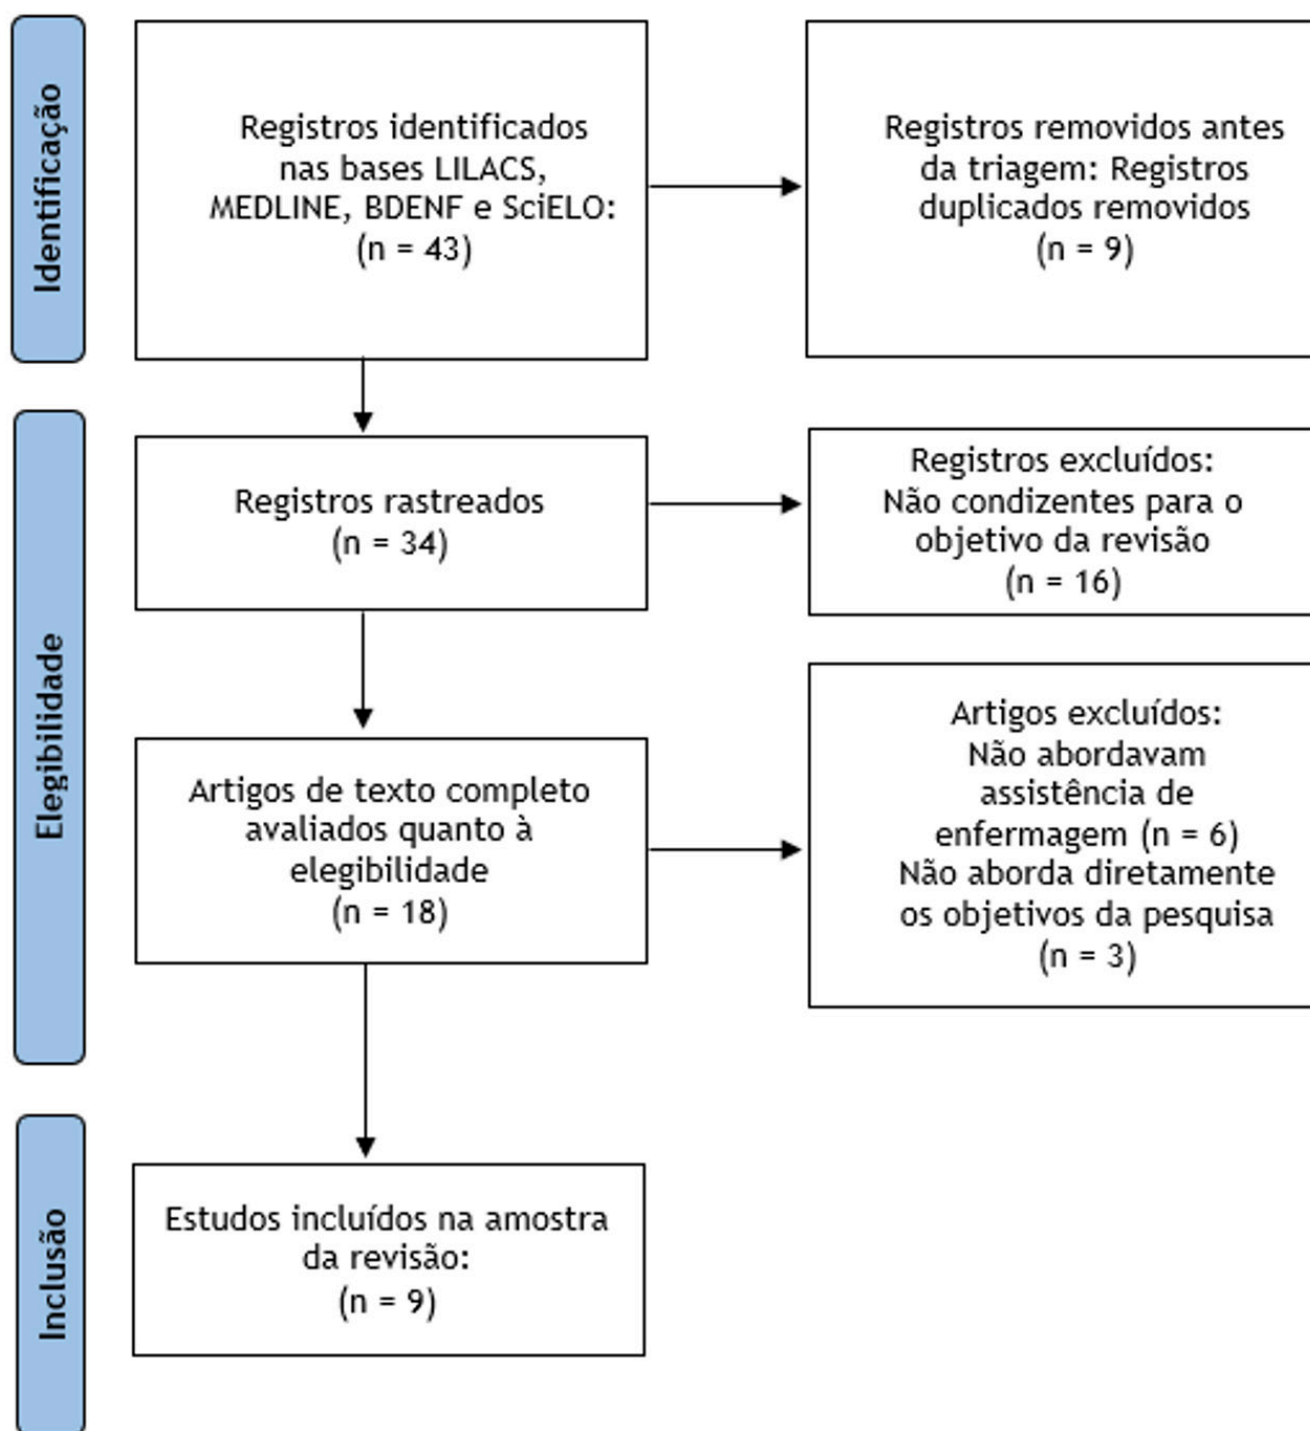 Identificação
Registros identificados
nas bases LILACS,
MEDLINE, BDENF e SciELO:
(n = 43)
Registros removidos antes
da triagem: Registros
duplicados removidos
(n = 9)
Elegibilidade
Registros rastreados
(n = 34)
Registros excluídos:
Não condizentes para o
objetivo da revisão
(n = 16)
Artigos de texto completo
avaliados quanto à
elegibilidade
(n = 18)
Artigos excluídos:
Não abordavam
assistência de
enfermagem (n = 6)
Não aborda diretamente
os objetivos da pesquisa
(n = 3)
Inclusão
Estudos incluídos na amostra
da revisão:
(n = 9)